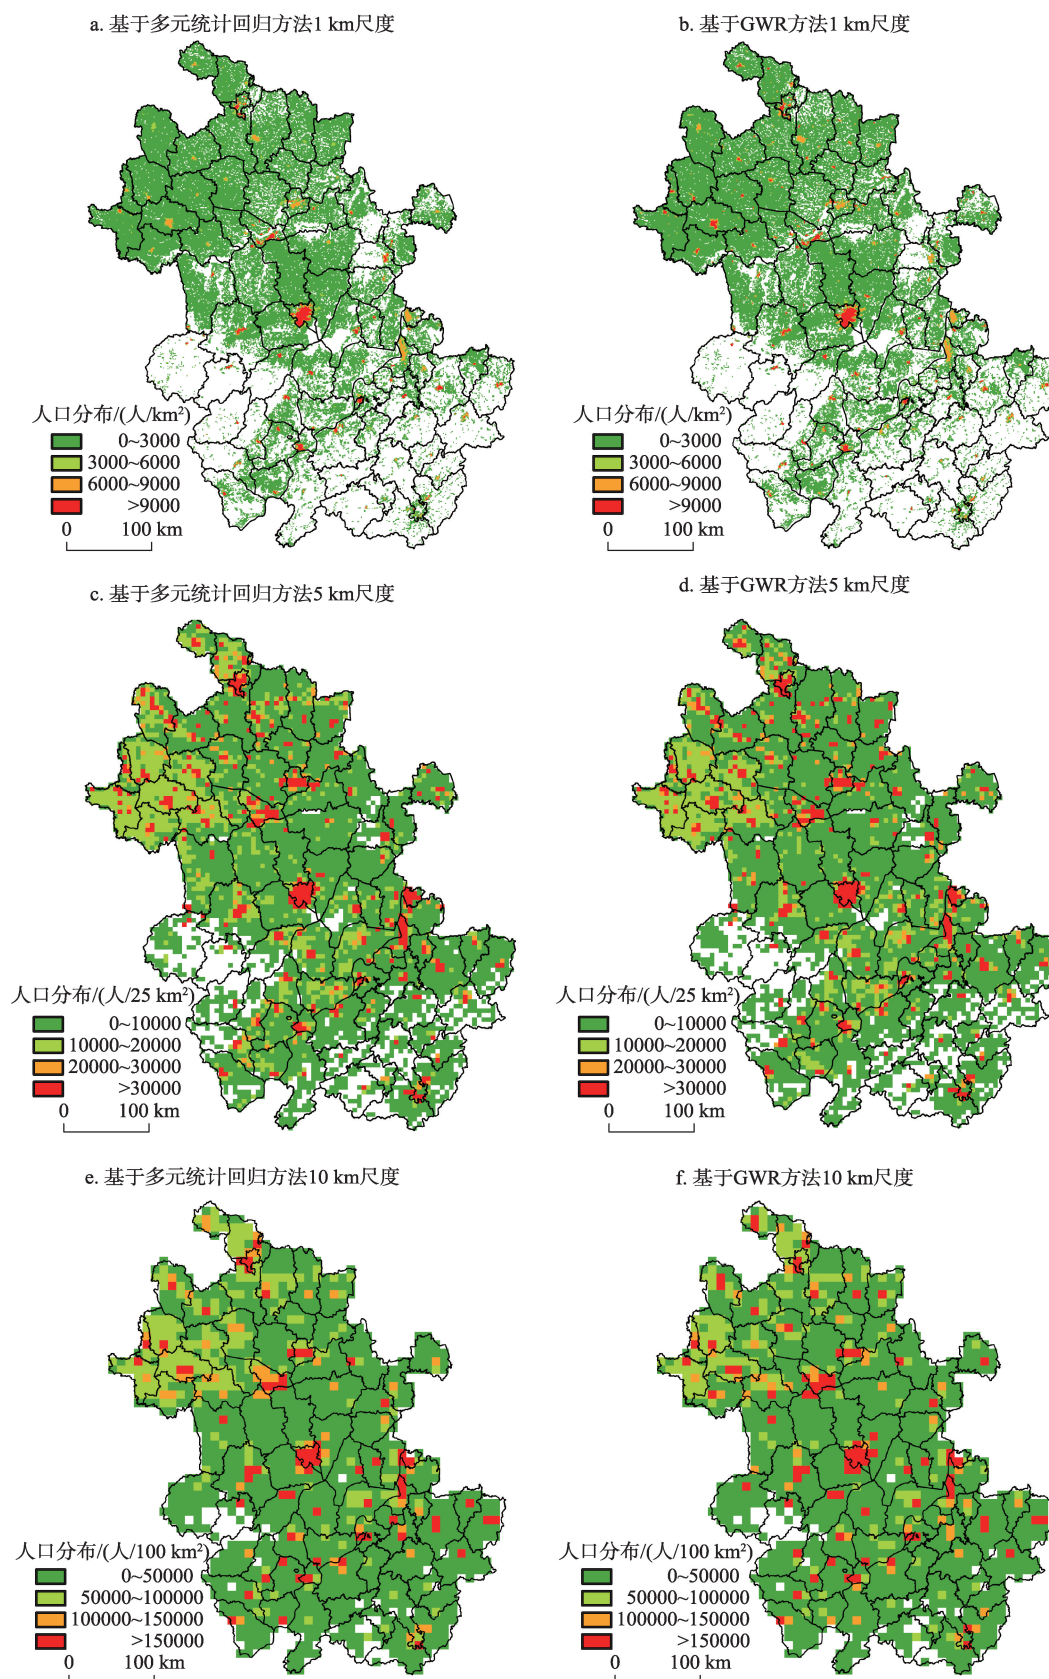 a. 基于多元统计回归方法1 km尺度
b. 基于GWR方法1 km尺度
人口分布/(人/km²)
0~3000
3000~6000
6000~9000
>9000
0 100 km
人口分布/(人/km²)
0~3000
3000~6000
6000~9000
>9000
0 100 km
c. 基于多元统计回归方法5 km尺度
d. 基于GWR方法5 km尺度
人口分布/(人/25 km²)
0~10000
10000~20000
20000~30000
>30000
0 100 km
人口分布/(人/25 km²)
0~10000
10000~20000
20000~30000
>30000
0 100 km
e. 基于多元统计回归方法10 km尺度
f. 基于GWR方法10 km尺度
人口分布/(人/100 km²)
0~50000
50000~100000
100000~150000
>150000
0 100 km
人口分布/(人/100 km²)
0~50000
50000~100000
100000~150000
>150000
0 100 km